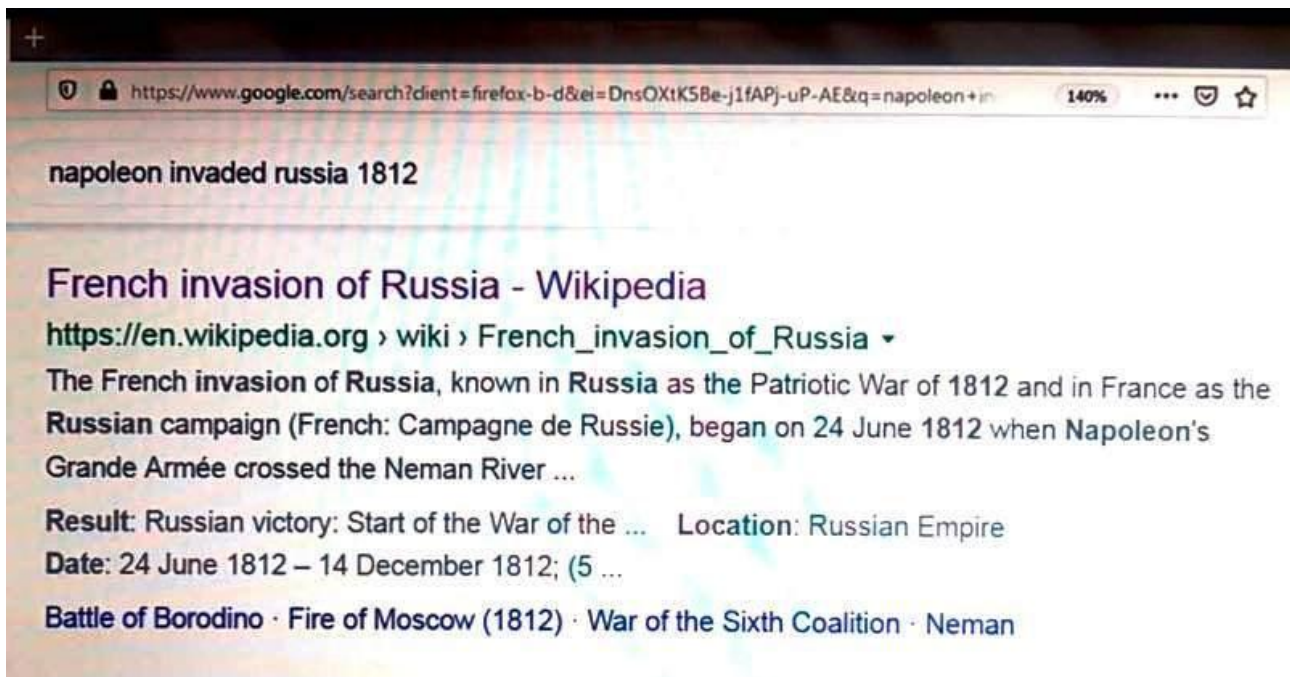 https://www.google.com/search?client=firefox-b-d&ei=DnsOXtK5Be-j1fAPj-uP-AE&q=napoleon+in
140%
napoleon invaded russia 1812
French invasion of Russia - Wikipedia
https://en.wikipedia.org › wiki › French_invasion_of_Russia
The French invasion of Russia, known in Russia as the Patriotic War of 1812 and in France as the
Russian campaign (French: Campagne de Russie), began on 24 June 1812 when Napoleon's
Grande Armée crossed the Neman River ...
Result: Russian victory: Start of the War of the ... Location: Russian Empire
Date: 24 June 1812 – 14 December 1812; (5 ...
Battle of Borodino · Fire of Moscow (1812) · War of the Sixth Coalition · Neman